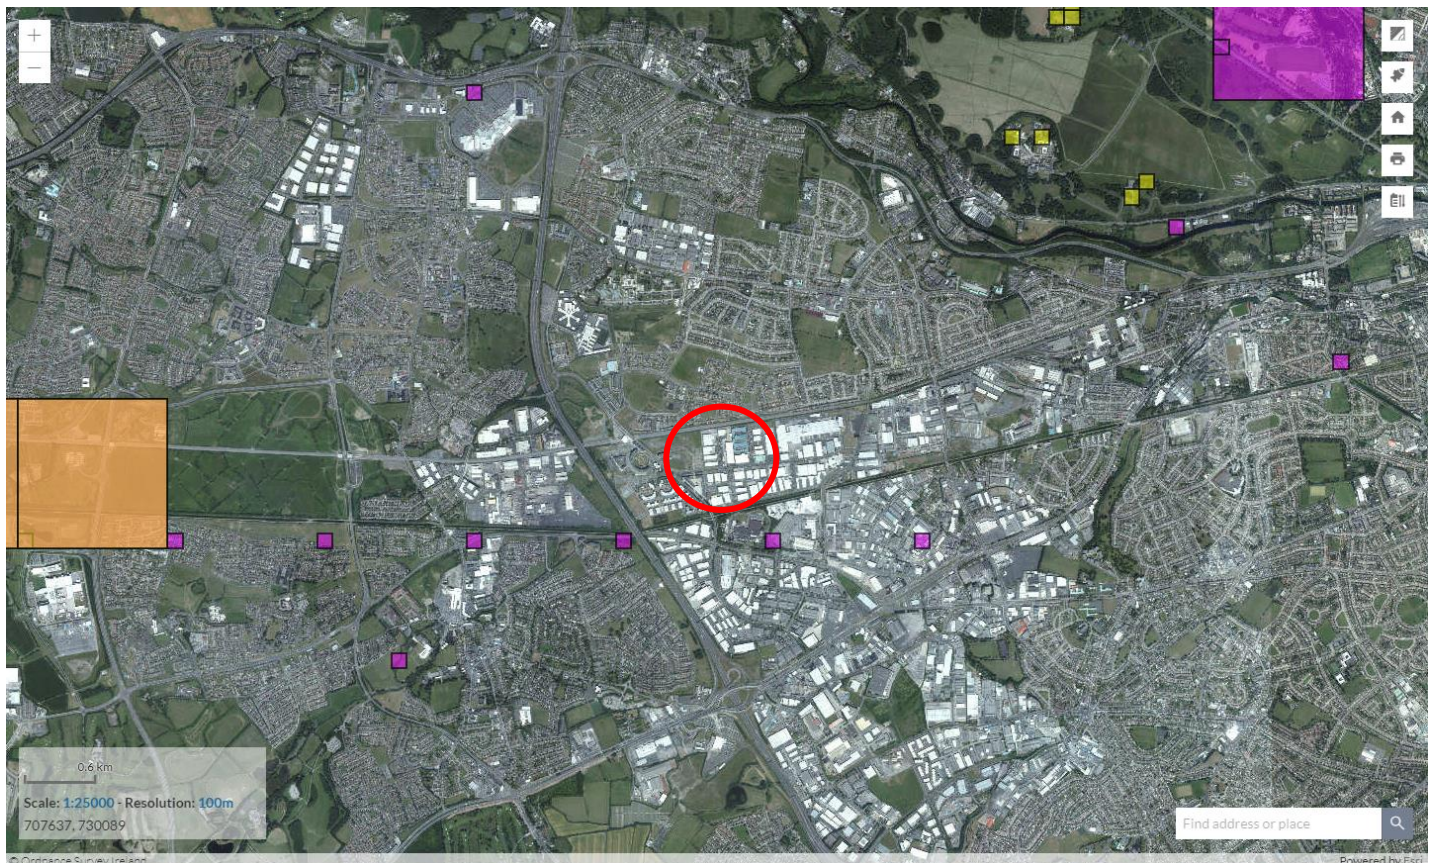 +
−
0.6 km
Scale: 1:25000 - Resolution: 100m
707637, 730089
Find address or place
© Ordnance Survey Ireland
Powered by Esri